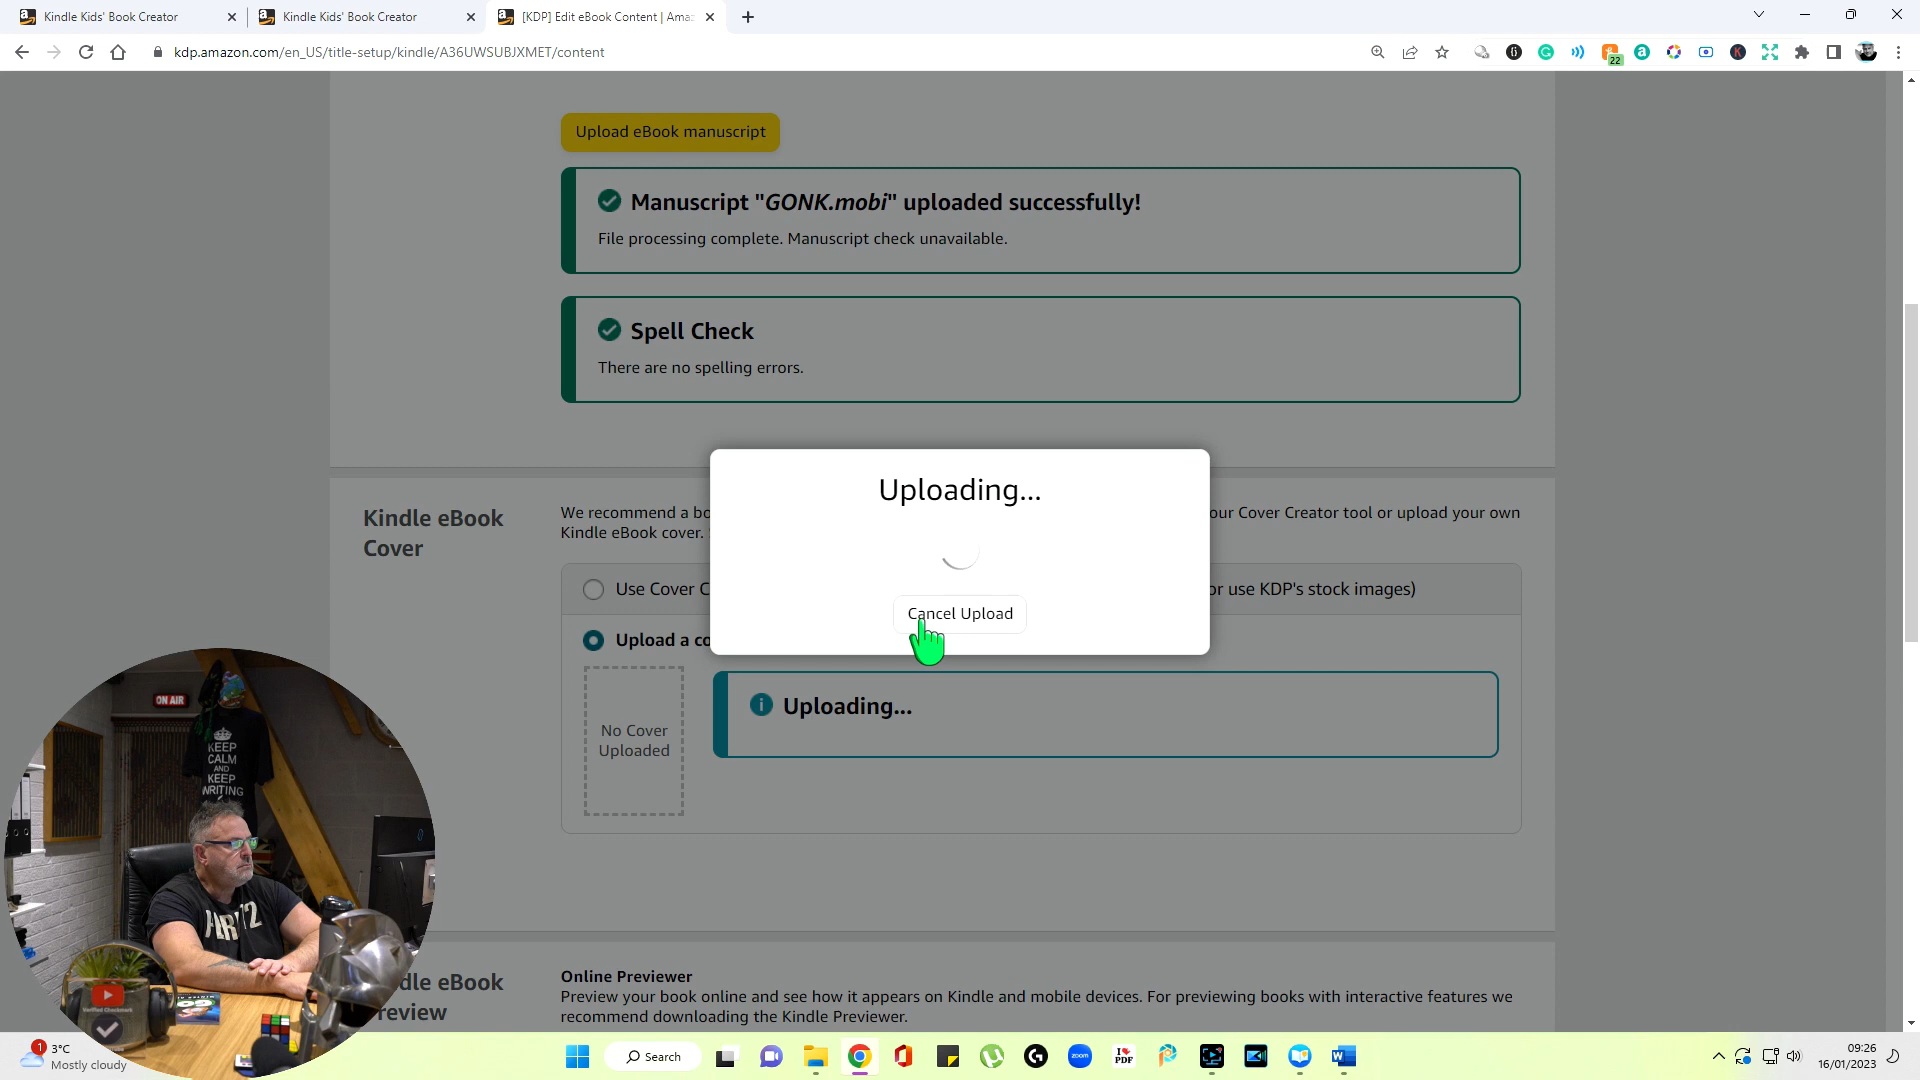 Kindle Kids' Book Creator
Kindle Kids' Book Creator
[KDP] Edit eBook Content | Ama
kdp.amazon.com/en_US/title-setup/kindle/A36UWSUBJXMET/content
22
Upload eBook manuscript
Manuscript "GONK.mobi" uploaded successfully!
File processing complete. Manuscript check unavailable.
Spell Check
There are no spelling errors.
Uploading...
Cancel Upload
Kindle eBook
Cover
We recommend a bo
our Cover Creator tool or upload your own
Kindle eBook cover.
Use Cover C
or use KDP's stock images)
Upload a co
No Cover
Uploaded
Uploading...
dle eBook
review
Online Previewer
Preview your book online and see how it appears on Kindle and mobile devices. For previewing books with interactive features we
recommend downloading the Kindle Previewer.
ON AIR
KEEP
CALM
AND
KEEP
WRITING
Verified Checkmark
1
3°C
Mostly cloudy
Search
zoom
I
PDF
09:26
16/01/2023